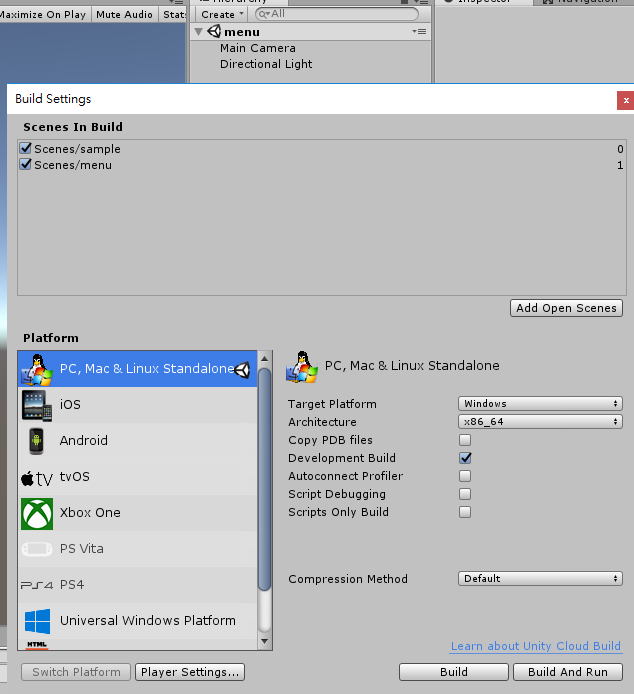 Maximize On Play Mute Audio Stats
Create All
menu
Main Camera
Directional Light
Build Settings
x
Scenes In Build
Scenes/sample 0
Scenes/menu 1
Add Open Scenes
Platform
PC, Mac & Linux Standalone
iOS
Android
tv tvOS
Xbox One
PS Vita
PS4 PS4
Universal Windows Platform
HTML
PC, Mac & Linux Standalone
Target Platform Windows
Architecture x86_64
Copy PDB files
Development Build
Autoconnect Profiler
Script Debugging
Scripts Only Build
Compression Method Default
Learn about Unity Cloud Build
Switch Platform Player Settings... Build Build And Run